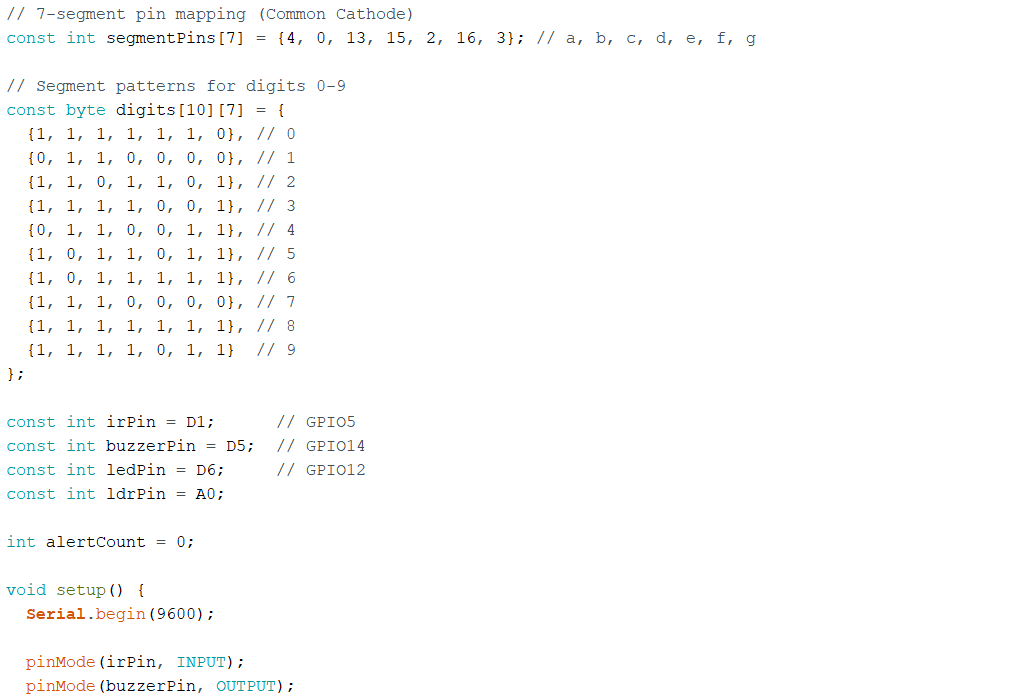 // 7-segment pin mapping (Common Cathode)
const int segmentPins[7] = {4, 0, 13, 15, 2, 16, 3}; // a, b, c, d, e, f, g
// Segment patterns for digits 0-9
const byte digits[10][7] = {
{1, 1, 1, 1, 1, 1, 0}, // 0
{0, 1, 1, 0, 0, 0, 0}, // 1
{1, 1, 0, 1, 1, 0, 1}, // 2
{1, 1, 1, 1, 0, 0, 1}, // 3
{0, 1, 1, 0, 0, 1, 1}, // 4
{1, 0, 1, 1, 0, 1, 1}, // 5
{1, 0, 1, 1, 1, 1, 1}, // 6
{1, 1, 1, 0, 0, 0, 0}, // 7
{1, 1, 1, 1, 1, 1, 1}, // 8
{1, 1, 1, 1, 0, 1, 1}  // 9
};
const int irPin = D1;      // GPIO5
const int buzzerPin = D5;  // GPIO14
const int ledPin = D6;     // GPIO12
const int ldrPin = A0;
int alertCount = 0;
void setup() {
Serial.begin(9600);
pinMode(irPin, INPUT);
pinMode(buzzerPin, OUTPUT);